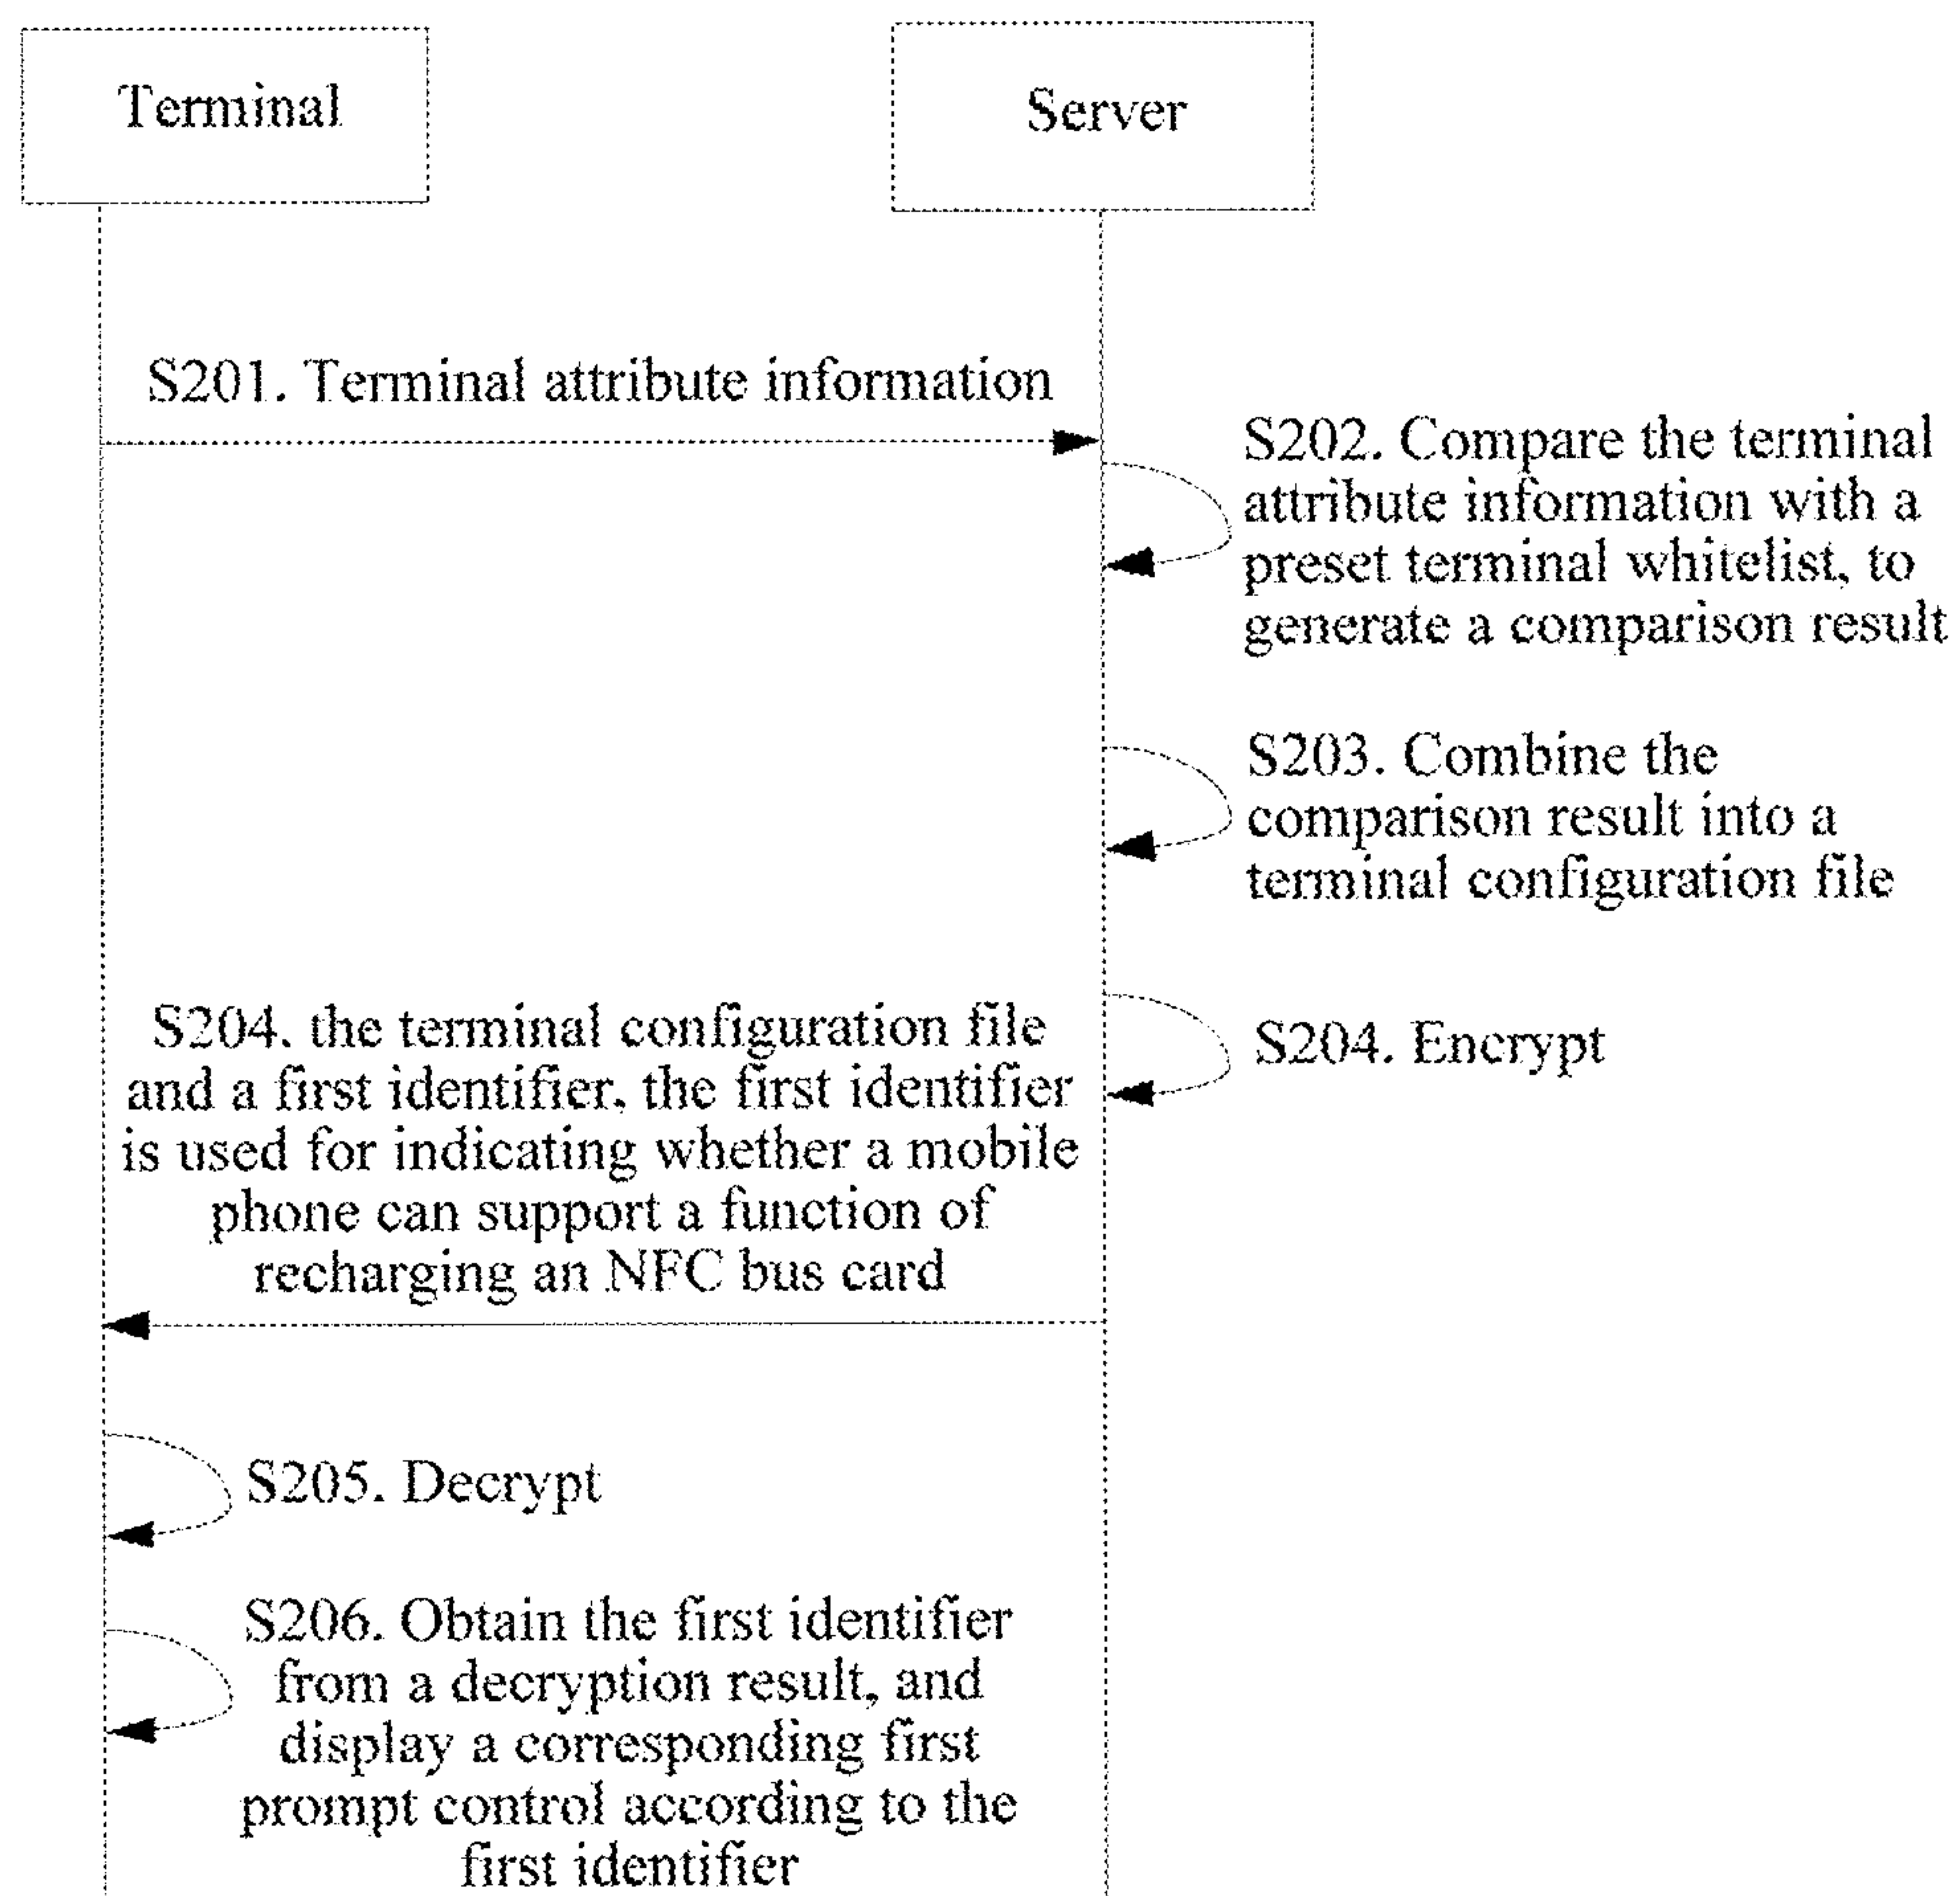 Terminal
Server
S201. Terminal attribute information
S202. Compare the terminal
attribute information with a
preset terminal whitelist, to
generate a comparison result
S203. Combine the
comparison result into a
terminal configuration file
S204. Encrypt
S204. the terminal configuration file
and a first identifier, the first identifier
is used for indicating whether a mobile
phone can support a function of
recharging an NFC bus card
S205. Decrypt
S206. Obtain the first identifier
from a decryption result, and
display a corresponding first
prompt control according to the
first identifier